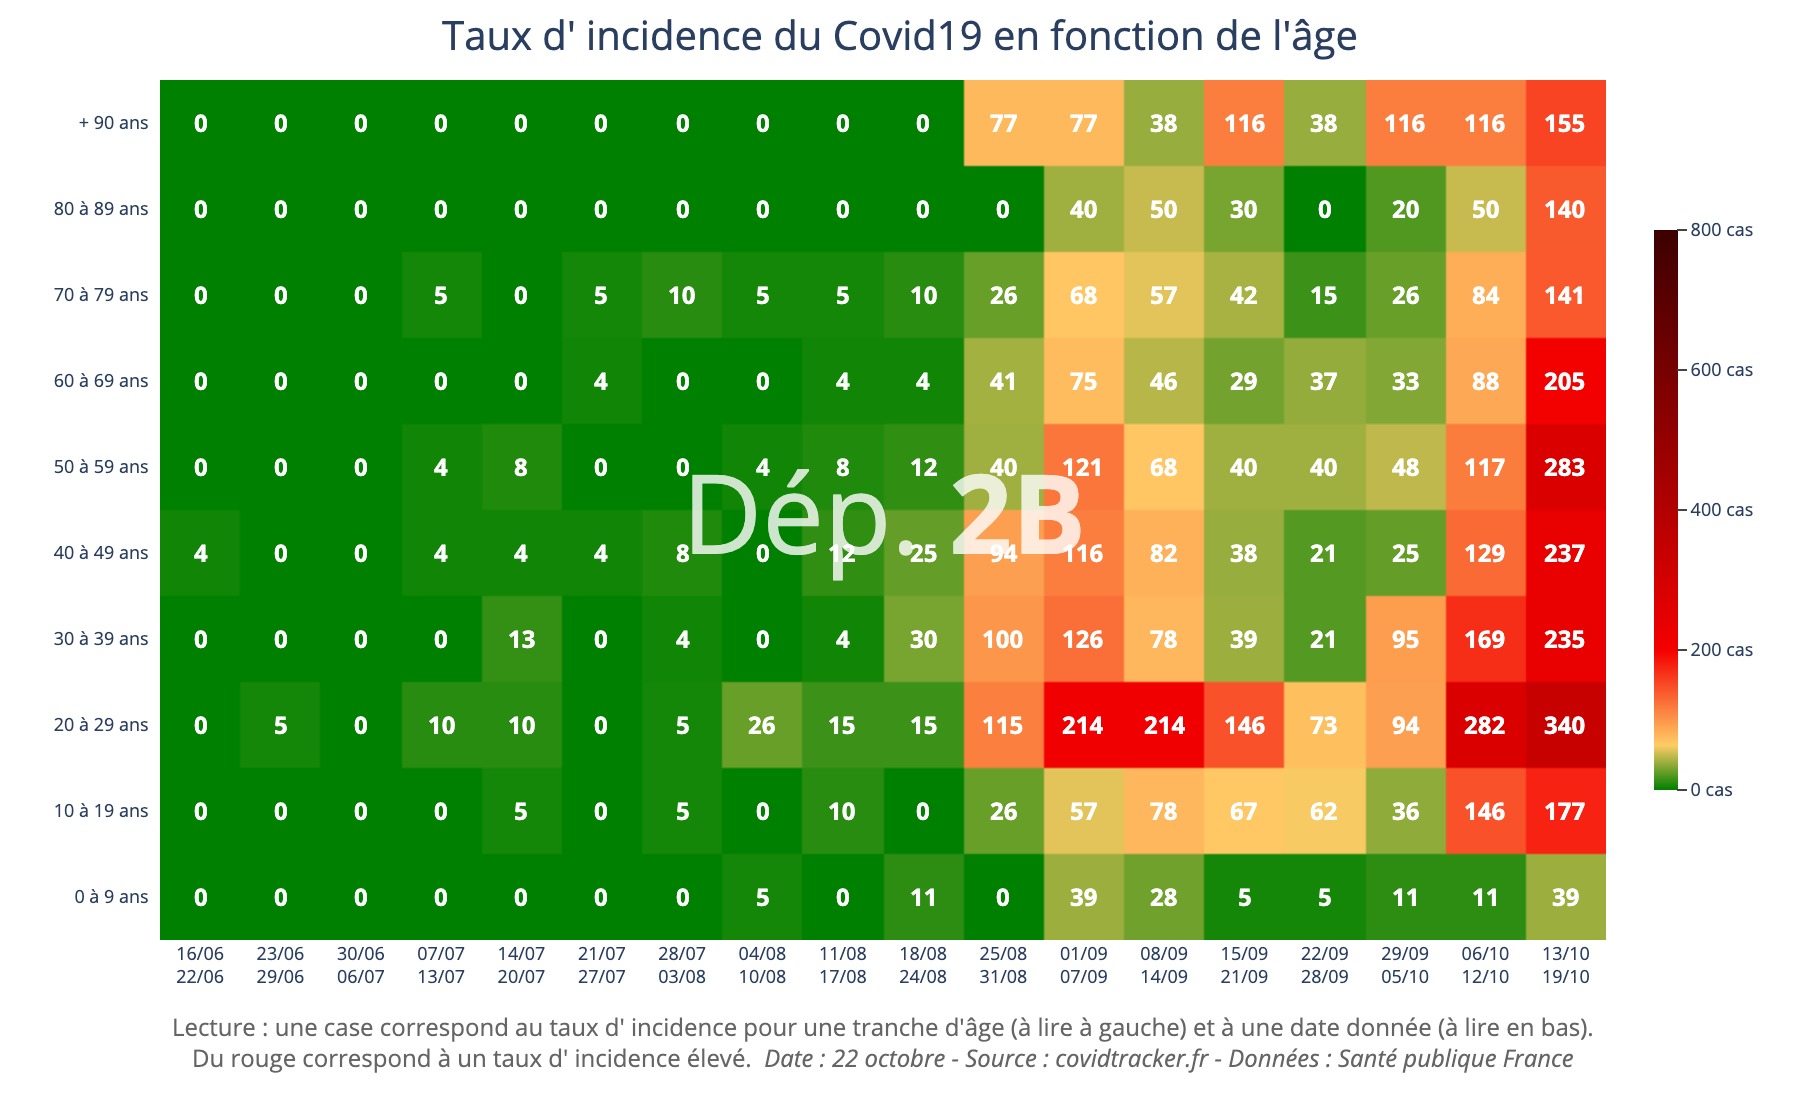 Taux d' incidence du Covid19 en fonction de l'âge
+ 90 ans 0 0 0 0 0 0 0 0 0 0 77 77 38 116 38 116 116 155
80 à 89 ans 0 0 0 0 0 0 0 0 0 0 0 40 50 30 0 20 50 140
800 cas
70 à 79 ans 0 0 0 5 0 5 10 5 5 10 26 68 57 42 15 26 84 141
600 cas
60 à 69 ans 0 0 0 0 0 4 0 0 4 4 41 75 46 29 37 33 88 205
50 à 59 ans 0 0 0 4 8 0 0 4 8 12 40 121 68 40 40 48 117 283
Dép. 2B
400 cas
40 à 49 ans 4 0 0 4 4 4 8 0 12 25 94 116 82 38 21 25 129 237
30 à 39 ans 0 0 0 0 13 0 4 0 4 30 100 126 78 39 21 95 169 235
200 cas
20 à 29 ans 0 5 0 10 10 0 5 26 15 15 115 214 214 146 73 94 282 340
0 cas
10 à 19 ans 0 0 0 0 5 0 5 0 10 0 26 57 78 67 62 36 146 177
0 à 9 ans 0 0 0 0 0 0 0 5 0 11 0 39 28 5 5 11 11 39
16/06 23/06 30/06 07/07 14/07 21/07 28/07 04/08 11/08 18/08 25/08 01/09 08/09 15/09 22/09 29/09 06/10 13/10
22/06 29/06 06/07 13/07 20/07 27/07 03/08 10/08 17/08 24/08 31/08 07/09 14/09 21/09 28/09 05/10 12/10 19/10
Lecture : une case correspond au taux d' incidence pour une tranche d'âge (à lire à gauche) et à une date donnée (à lire en bas).
Du rouge correspond à un taux d' incidence élevé. Date : 22 octobre - Source : covidtracker.fr - Données : Santé publique France